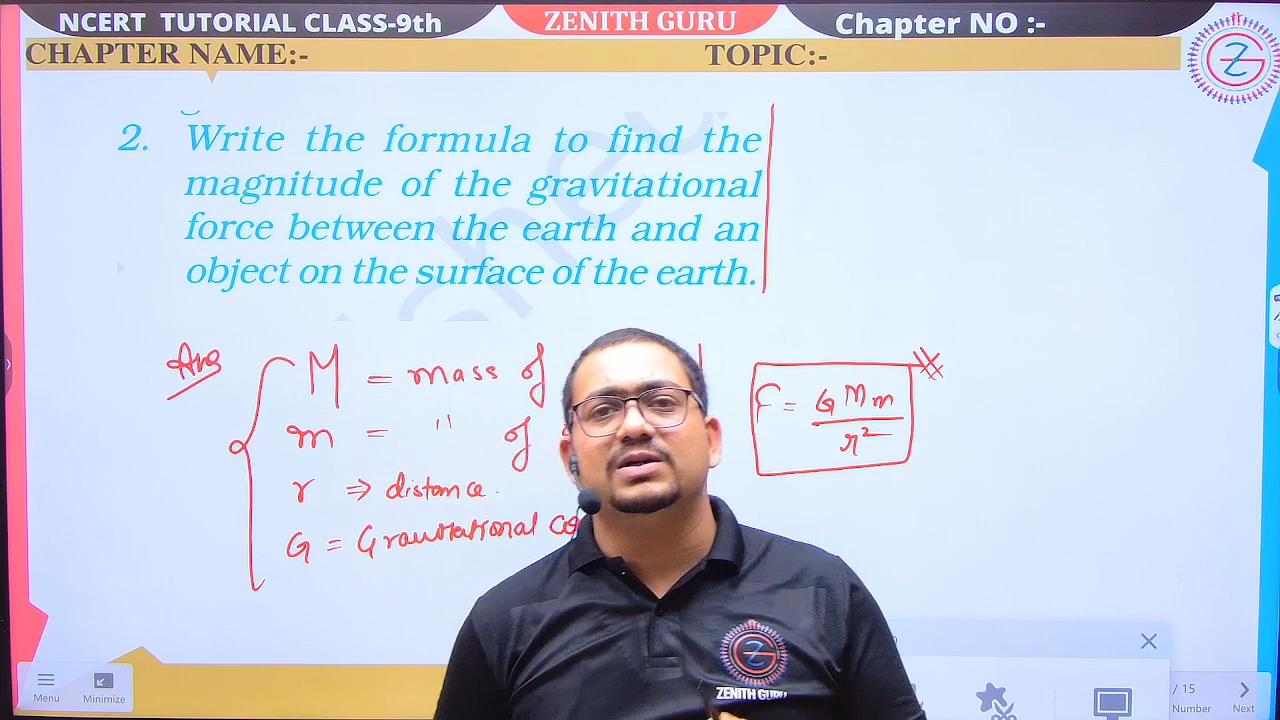 NCERT TUTORIAL CLASS-9th
ZENITH GURU
Chapter NO :-
CHAPTER NAME:-
TOPIC:-
2. Write the formula to find the
magnitude of the gravitational
force between the earth and an
object on the surface of the earth.
Ans
M = mass of
m = " of
r ⇒ distance.
G = Gravitational
F = G M m / r²
ZENITH GURU
Menu
Minimize
/ 15
Number
Next